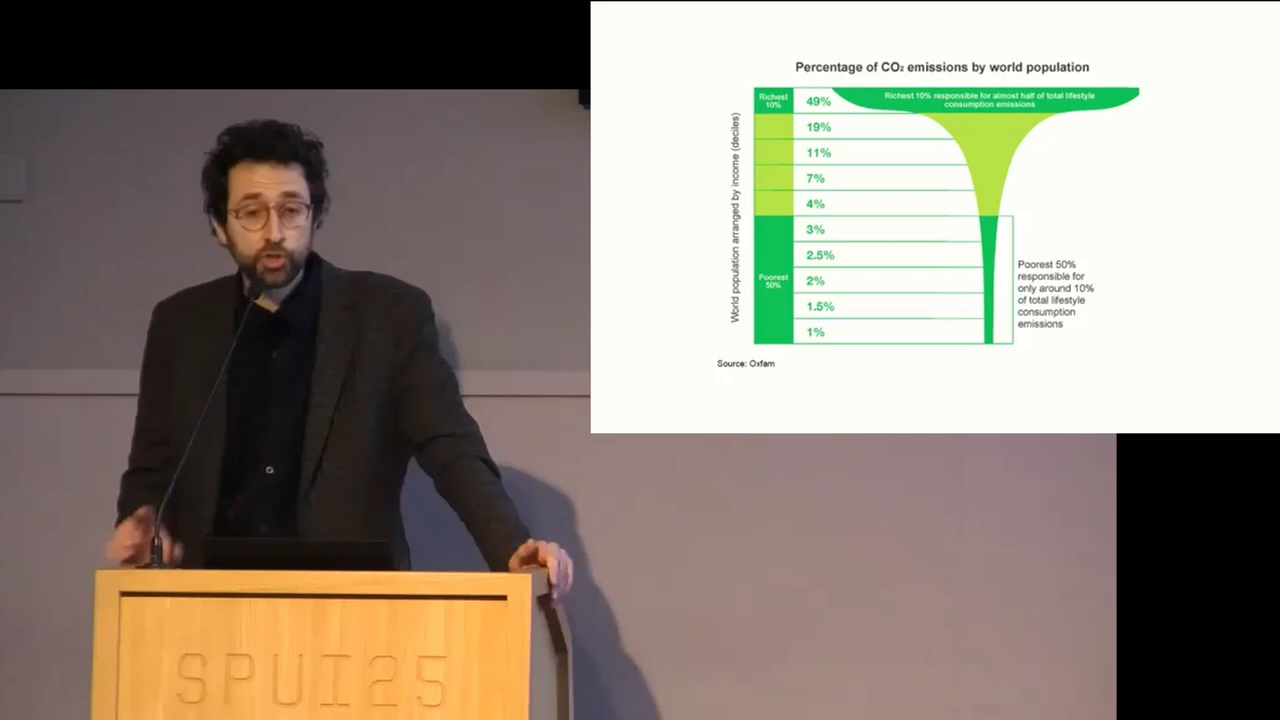 Percentage of CO₂ emissions by world population
World population arranged by income (deciles)
Richest
10%
49%
Richest 10% responsible for almost half of total lifestyle
consumption emissions
19%
11%
7%
4%
3%
2.5%
Poorest
50%
2%
1.5%
1%
Poorest 50%
responsible for
only around 10%
of total lifestyle
consumption
emissions
Source: Oxfam
SPUI25